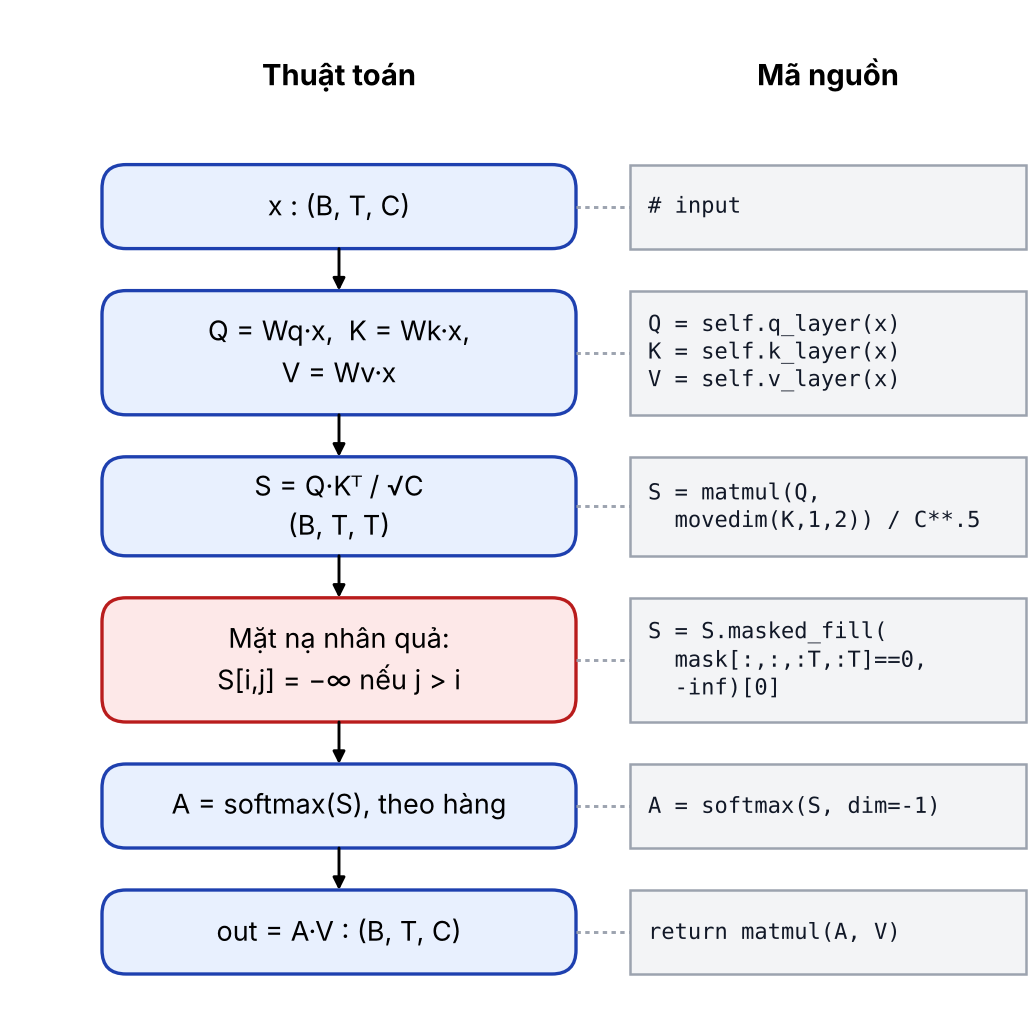 Thuật toán
Mã nguồn
x : (B, T, C)
# input
Q = Wq·x,  K = Wk·x,
V = Wv·x
Q = self.q_layer(x)
K = self.k_layer(x)
V = self.v_layer(x)
S = Q·Kᵀ / √C
(B, T, T)
S = matmul(Q,
  movedim(K,1,2)) / C**.5
Mặt nạ nhân quả:
S[i,j] = −∞ nếu j > i
S = S.masked_fill(
  mask[:,:,:T,:T]==0,
  -inf)[0]
A = softmax(S), theo hàng
A = softmax(S, dim=-1)
out = A·V : (B, T, C)
return matmul(A, V)